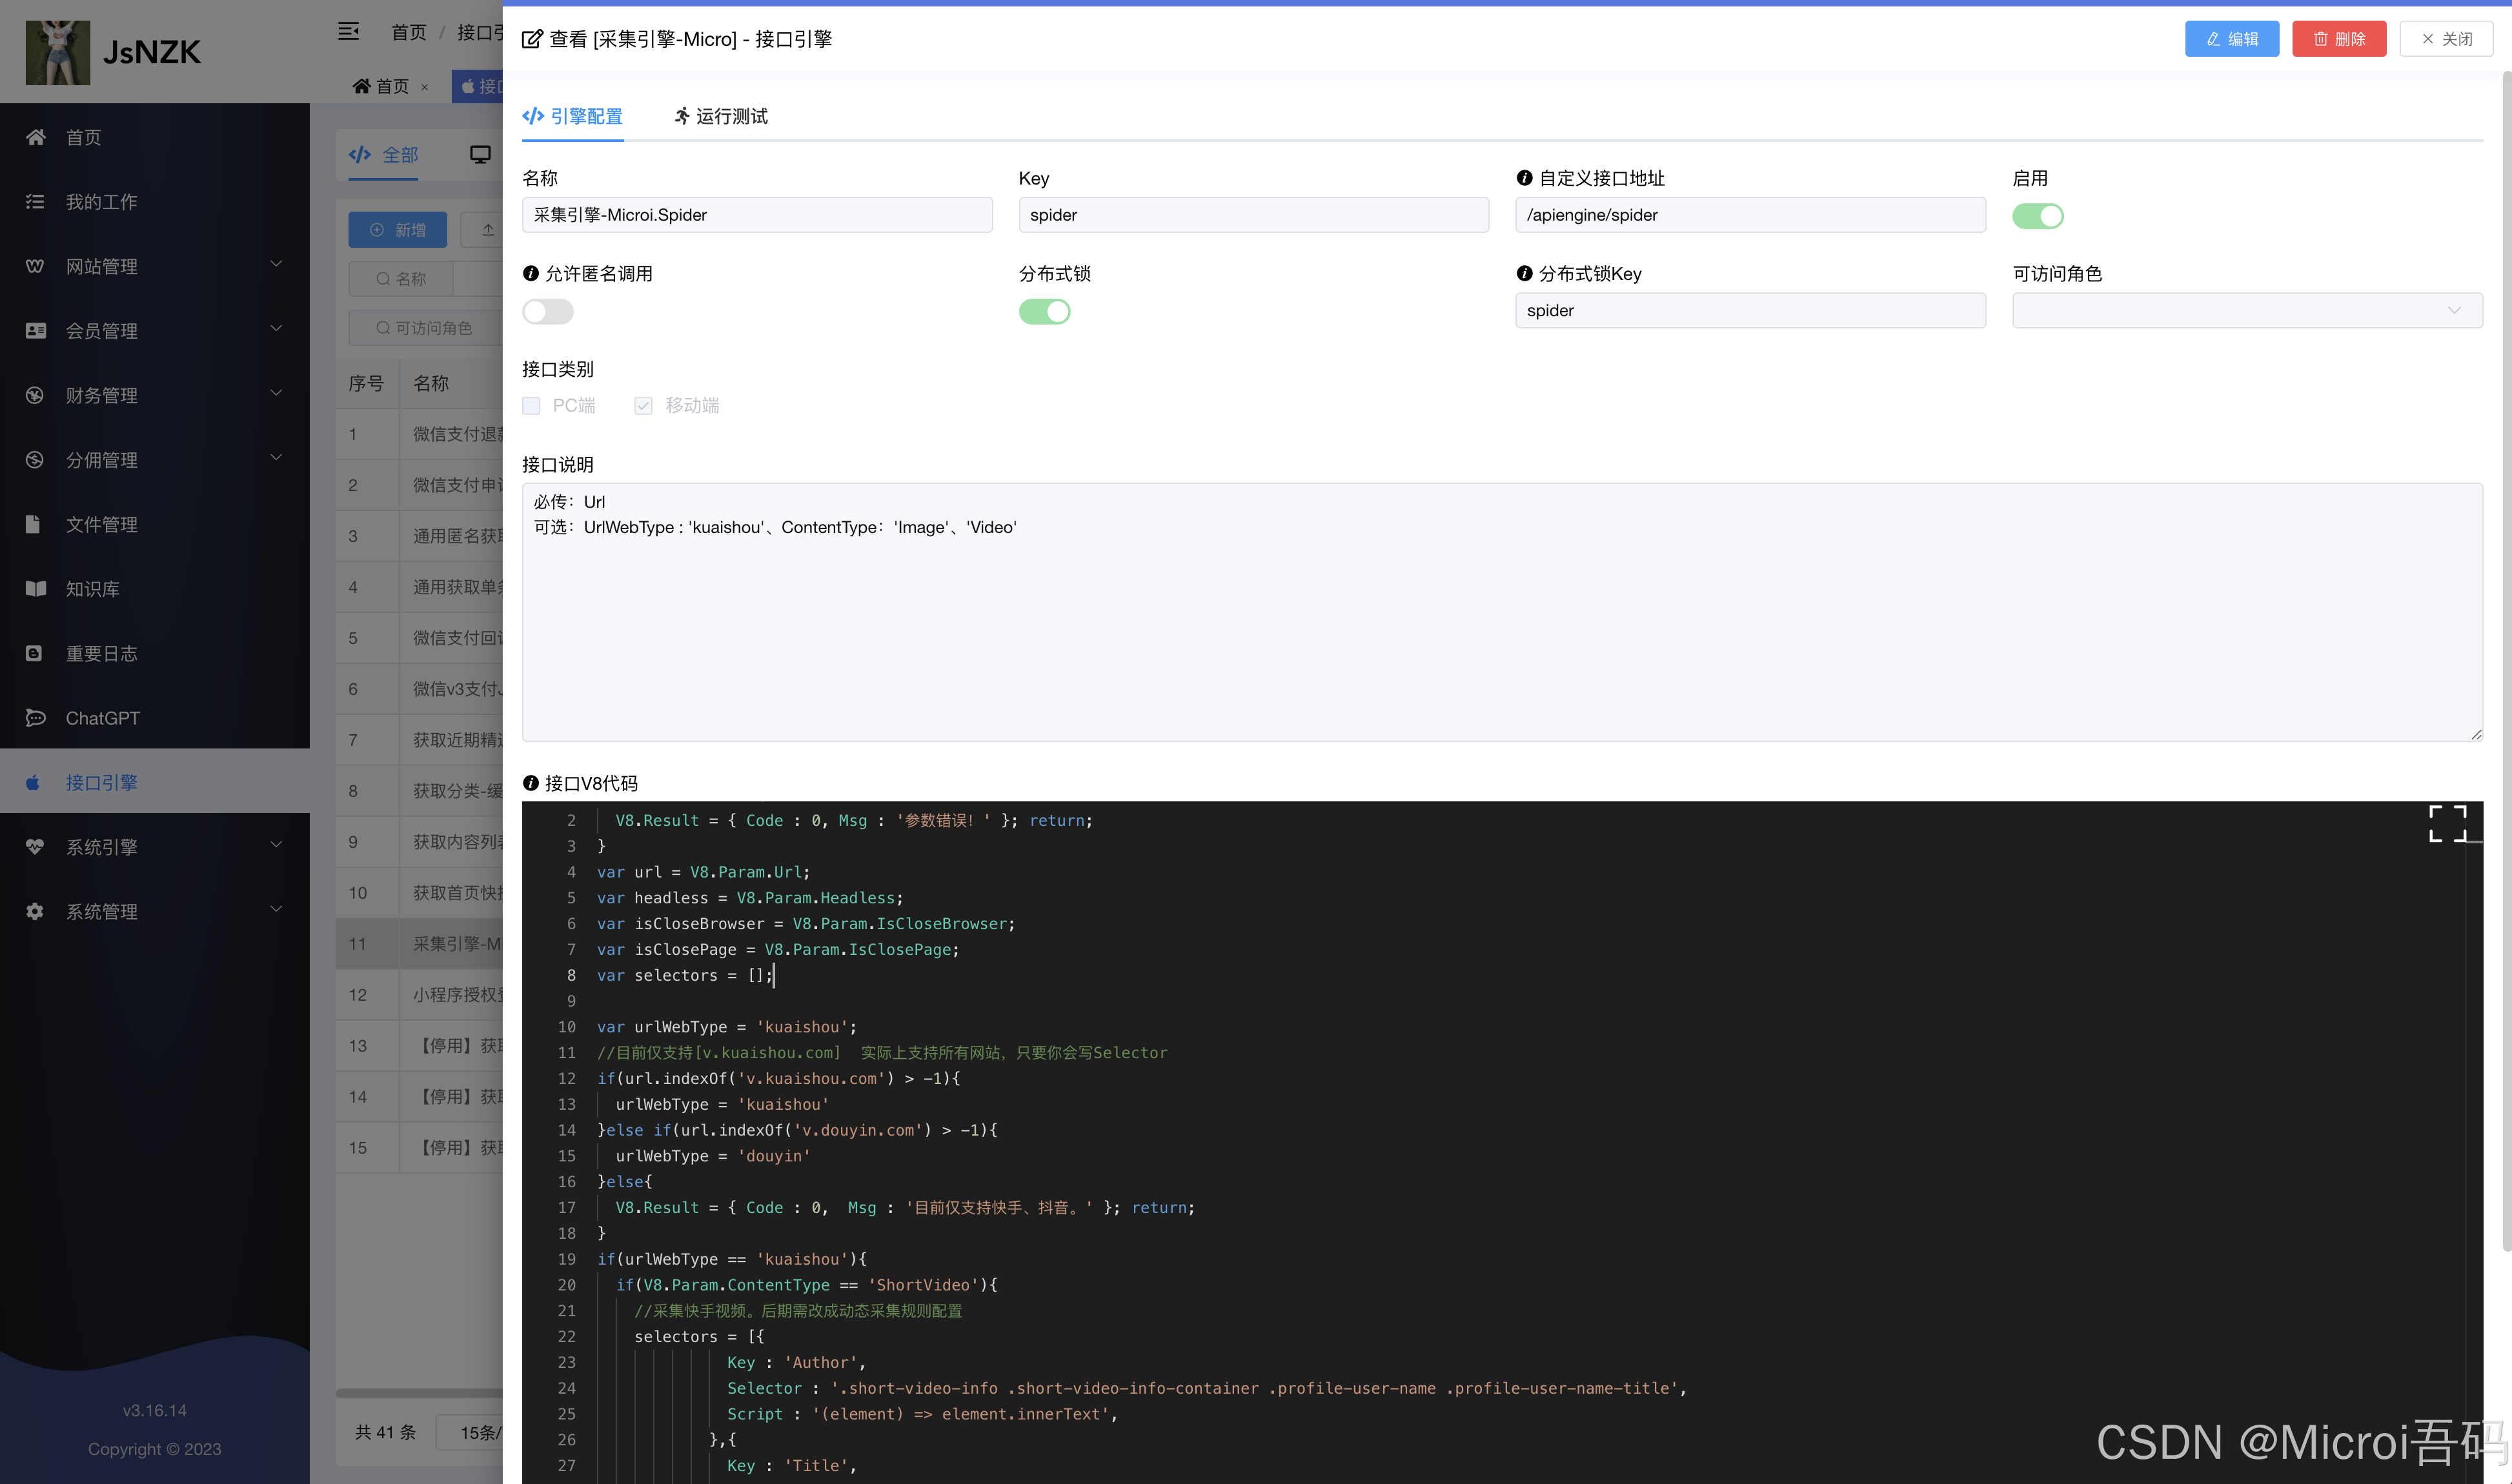 JsNZK
首页
我的工作
网站管理
会员管理
财务管理
分佣管理
文件管理
知识库
重要日志
ChatGPT
接口引擎
系统引擎
系统管理
v3.16.14
Copyright © 2023
首页 / 接口引
首页 ×
接口
全部
新增
名称
可访问角色
序号 名称
1 微信支付退款
2 微信支付申请
3 通用匿名获取
4 通用获取单条
5 微信支付回调
6 微信v3支付
7 获取近期精选
8 获取分类-缓
9 获取内容列表
10 获取首页快
11 采集引擎-M
12 小程序授权登
13 【停用】获取
14 【停用】获取
15 【停用】获取
共 41 条
15条/
查看 [采集引擎-Micro] - 接口引擎
编辑
删除
关闭
引擎配置
运行测试
名称
采集引擎-Microi.Spider
Key
spider
自定义接口地址
/apiengine/spider
启用
允许匿名调用
分布式锁
分布式锁Key
spider
可访问角色
接口类别
PC端
移动端
接口说明
必传：Url
可选：UrlWebType : 'kuaishou'、ContentType：'Image'、'Video'
接口V8代码
2 V8.Result = { Code : 0, Msg : '参数错误！' }; return;
3 }
4 var url = V8.Param.Url;
5 var headless = V8.Param.Headless;
6 var isCloseBrowser = V8.Param.IsCloseBrowser;
7 var isClosePage = V8.Param.IsClosePage;
8 var selectors = [];
9
10 var urlWebType = 'kuaishou';
11 //目前仅支持[v.kuaishou.com]  实际上支持所有网站，只要你会写Selector
12 if(url.indexOf('v.kuaishou.com') > -1){
13 urlWebType = 'kuaishou'
14 }else if(url.indexOf('v.douyin.com') > -1){
15 urlWebType = 'douyin'
16 }else{
17 V8.Result = { Code : 0,  Msg : '目前仅支持快手、抖音。' }; return;
18 }
19 if(urlWebType == 'kuaishou'){
20 if(V8.Param.ContentType == 'ShortVideo'){
21 //采集快手视频。后期需改成动态采集规则配置
22 selectors = [{
23 Key : 'Author',
24 Selector : '.short-video-info .short-video-info-container .profile-user-name .profile-user-name-title',
25 Script : '(element) => element.innerText',
26 },{
27 Key : 'Title',
CSDN @Microi吾码